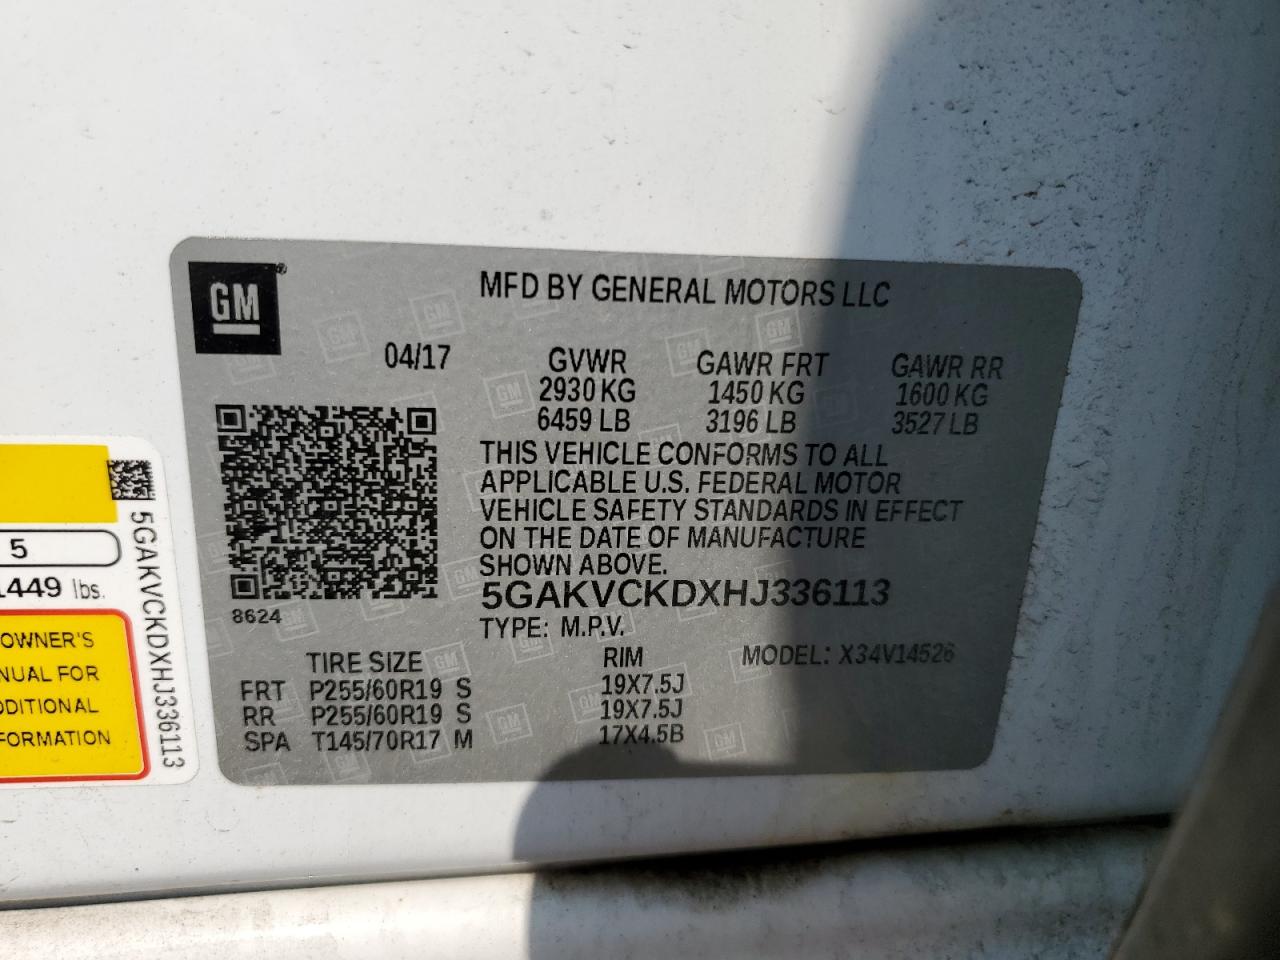 GM
MFD BY GENERAL MOTORS LLC
04/17 GVWR GAWR FRT GAWR RR
2930 KG 1450 KG 1600 KG
6459 LB 3196 LB 3527 LB
THIS VEHICLE CONFORMS TO ALL
APPLICABLE U.S. FEDERAL MOTOR
VEHICLE SAFETY STANDARDS IN EFFECT
ON THE DATE OF MANUFACTURE
SHOWN ABOVE.
5GAKVCKDXHJ336113
8624
TYPE: M.P.V.
TIRE SIZE RIM MODEL: X34V14526
FRT P255/60R19 S 19X7.5J
RR P255/60R19 S 19X7.5J
SPA T145/70R17 M 17X4.5B
5
1449 lbs.
OWNER'S
NUAL FOR
DDITIONAL
FORMATION
5GAKVCKDXHJ336113